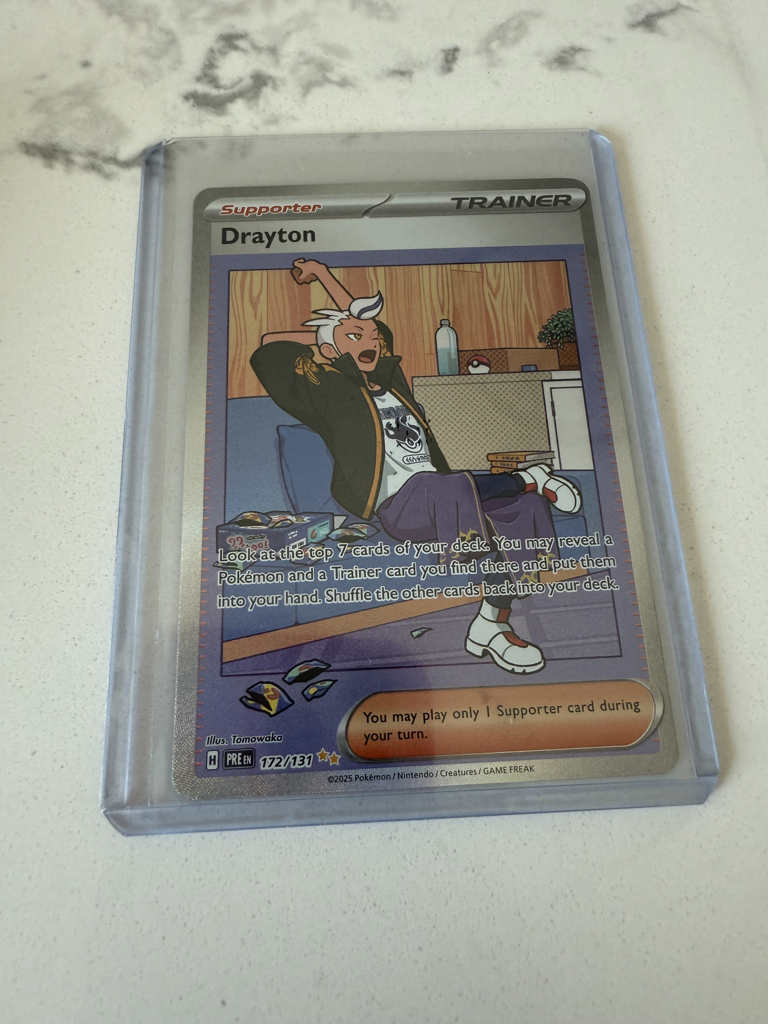 Supporter TRAINER
Drayton
Look at the top 7 cards of your deck. You may reveal a
Pokémon and a Trainer card you find there and put them
into your hand. Shuffle the other cards back into your deck.
You may play only 1 Supporter card during
your turn.
Illus. Tomowaka
H PRE EN 172/131
©2025 Pokémon / Nintendo / Creatures / GAME FREAK